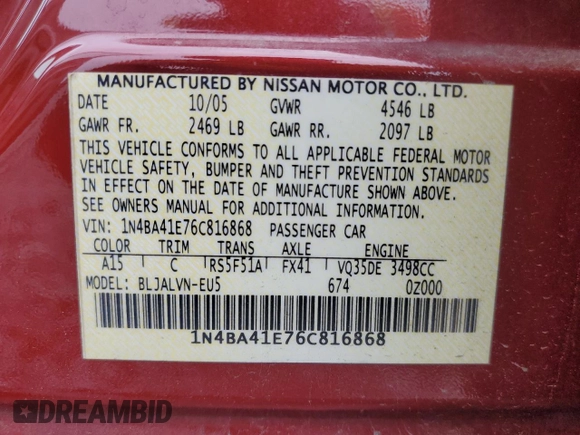 MANUFACTURED BY NISSAN MOTOR CO., LTD.
DATE 10/05 GVWR 4546 LB
GAWR FR. 2469 LB GAWR RR. 2097 LB
THIS VEHICLE CONFORMS TO ALL APPLICABLE FEDERAL MOTOR
VEHICLE SAFETY, BUMPER AND THEFT PREVENTION STANDARDS
IN EFFECT ON THE DATE OF MANUFACTURE SHOWN ABOVE.
SEE OWNERS MANUAL FOR ADDITIONAL INFORMATION.
VIN: 1N4BA41E76C816868 PASSENGER CAR
COLOR TRIM TRANS AXLE ENGINE
A15 C RS5F51A FX41 VQ35DE 3498CC
MODEL: BLJALVN-EU5 674 0Z000
1N4BA41E76C816868
DREAMBID